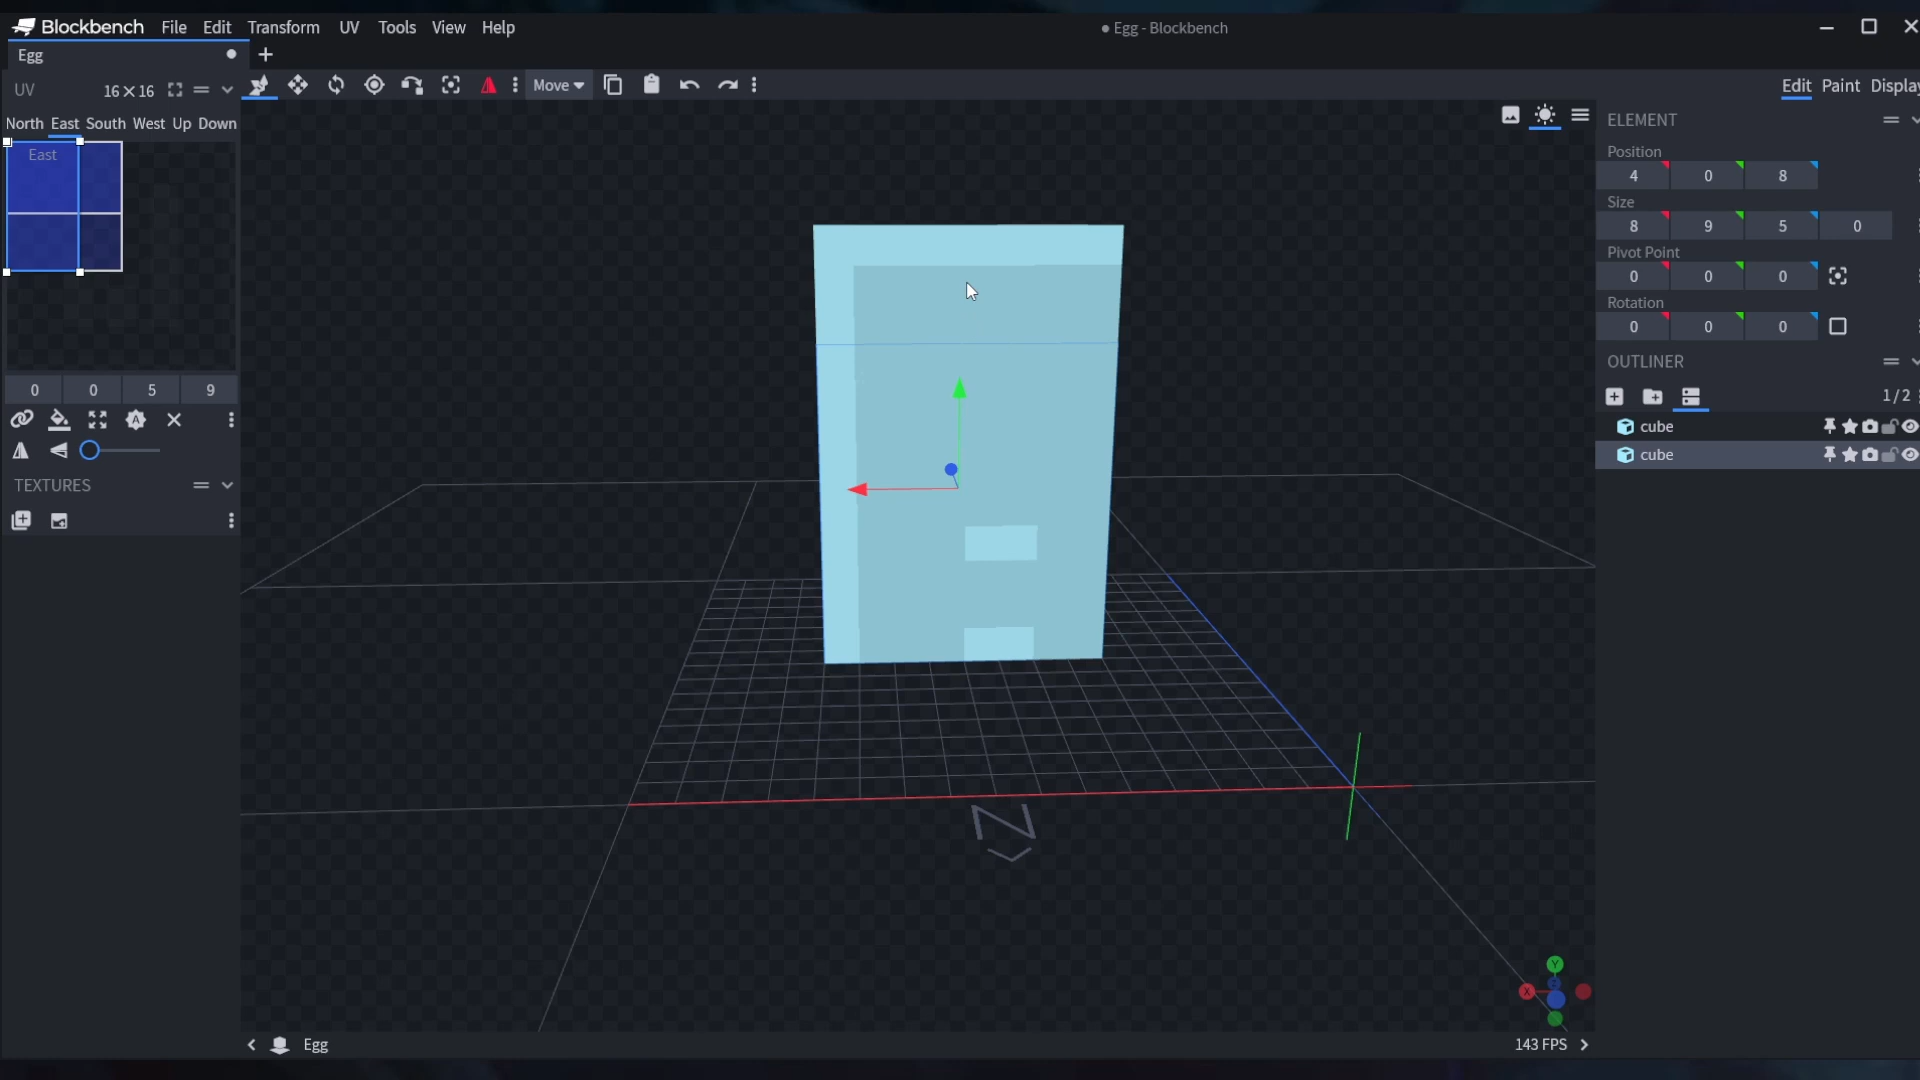 Blockbench File Edit Transform UV Tools View Help
● Egg - Blockbench
Egg
UV 16×16
Move
Edit Paint Display
North East South West Up Down
East
0 0 5 9
TEXTURES
ELEMENT
Position
4 0 8
Size
8 9 5 0
Pivot Point
0 0 0
Rotation
0 0 0
OUTLINER
1/2
cube
cube
N
Y
X
Egg
143 FPS